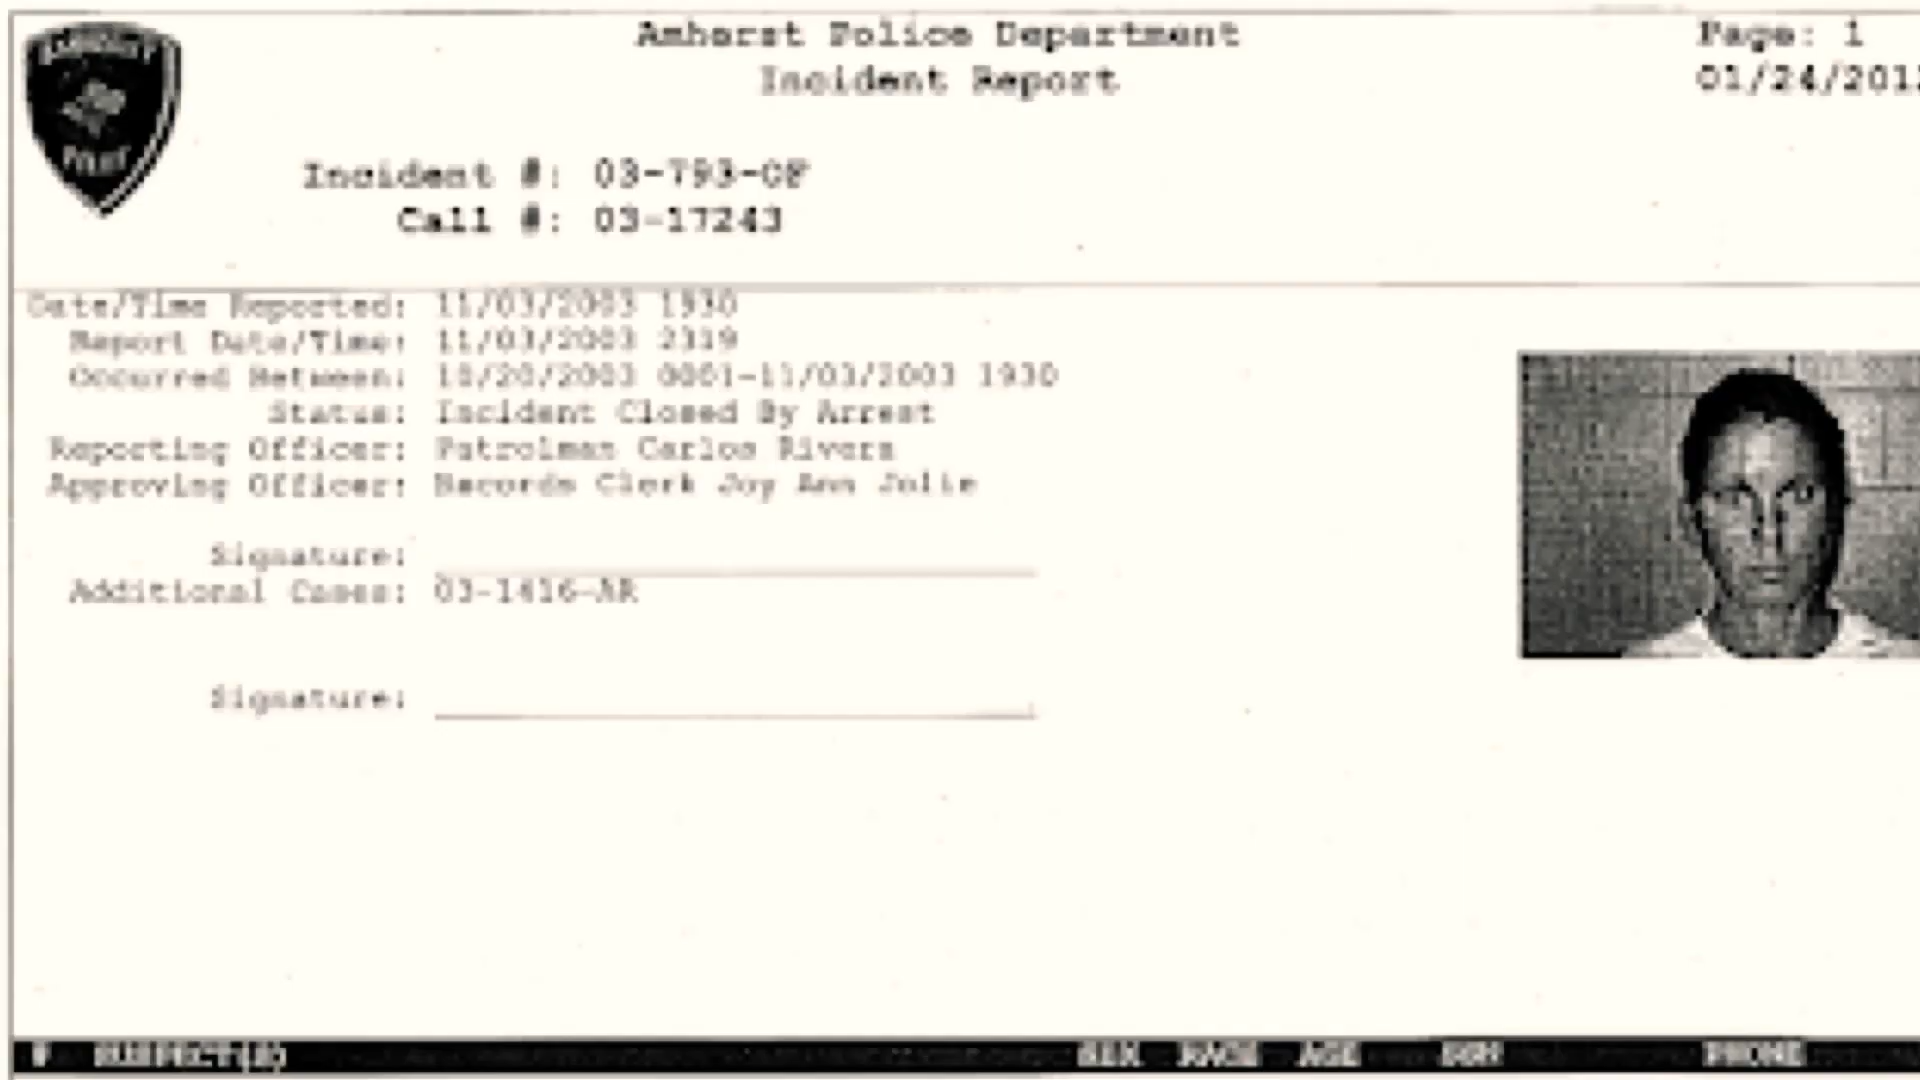 Amherst Police Department
Incident Report
Page: 1
01/24/201
Incident #: 03-793-OF
Call #: 03-17243
Date/Time Reported: 11/03/2003 1930
Report Date/Time: 11/03/2003 2319
Occurred Between: 10/20/2003 0001-11/03/2003 1930
Status: Incident Closed By Arrest
Reporting Officer: Patrolman Carlos Rivera
Approving Officer: Records Clerk Joy Ann Jolie
Signature:
Additional Cases: 03-1416-AR
Signature:
# SUSPECT(S) SEX RACE AGE SSN PHONE